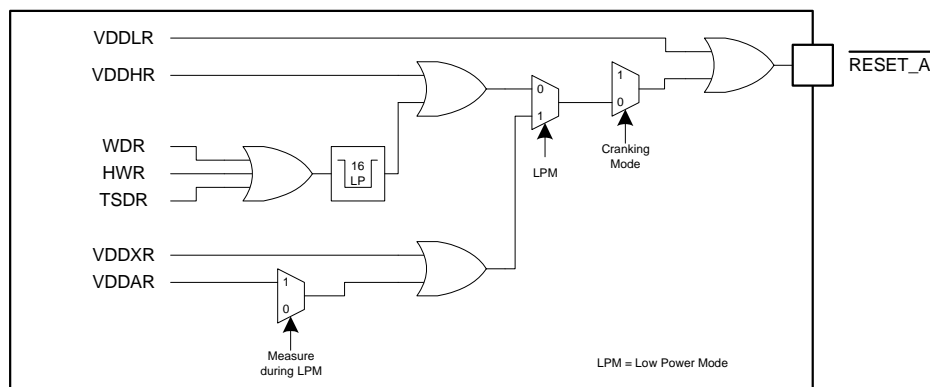 VDDLR
VDDHR
WDR
HWR
TSDR
16
LP
0
1
LPM
1
0
Cranking
Mode
RESET_A
VDDXR
VDDAR
1
0
Measure
during LPM
LPM = Low Power Mode